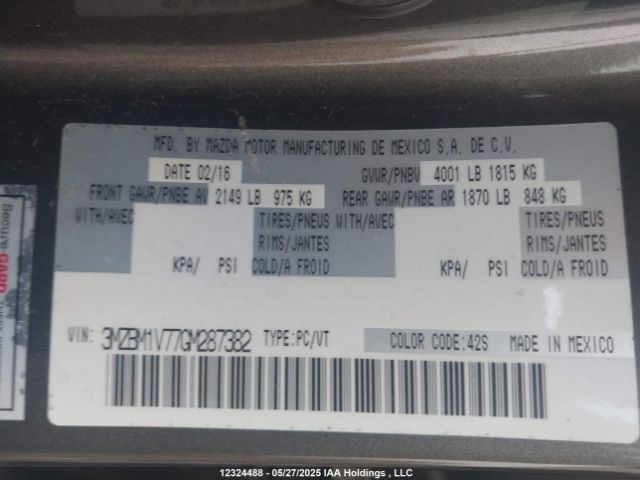 MFD. BY MAZDA MOTOR MANUFACTURING DE MEXICO S.A. DE C.V.
DATE 02/16 GVWR/PNBV 4001 LB 1815 KG
FRONT GAWR/PNBE AV 2149 LB 975 KG REAR GAWR/PNBE AR 1870 LB 848 KG
WITH/AVEC TIRES/PNEUS WITH/AVEC TIRES/PNEUS
RIMS/JANTES RIMS/JANTES
KPA/ PSI COLD/A FROID KPA/ PSI COLD/A FROID
VIN: 3MZBM1V77GM287382 TYPE:PC/VT COLOR CODE:42S MADE IN MEXICO
Secure-GARD
12324488 - 05/27/2025 IAA Holdings , LLC